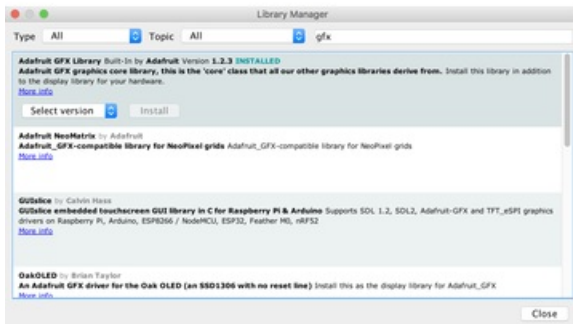 Library Manager
Type All Topic All gfx
Adafruit GFX Library Built-In by Adafruit Version 1.2.3 INSTALLED
Adafruit GFX graphics core library, this is the 'core' class that all our other graphics libraries derive from. Install this library in addition
to the display library for your hardware.
More info
Select version Install
Adafruit NeoMatrix by Adafruit
Adafruit_GFX-compatible library for NeoPixel grids Adafruit_GFX-compatible library for NeoPixel grids
More info
GUIslice by Calvin Hass
GUIslice embedded touchscreen GUI library in C for Raspberry Pi & Arduino Supports SDL 1.2, SDL2, Adafruit-GFX and TFT_eSPI graphics
drivers on Raspberry Pi, Arduino, ESP8266 / NodeMCU, ESP32, Feather M0, nRF52
More info
OakOLED by Brian Taylor
An Adafruit GFX driver for the Oak OLED (an SSD1306 with no reset line) Install this as the display library for Adafruit_GFX
More info
Close